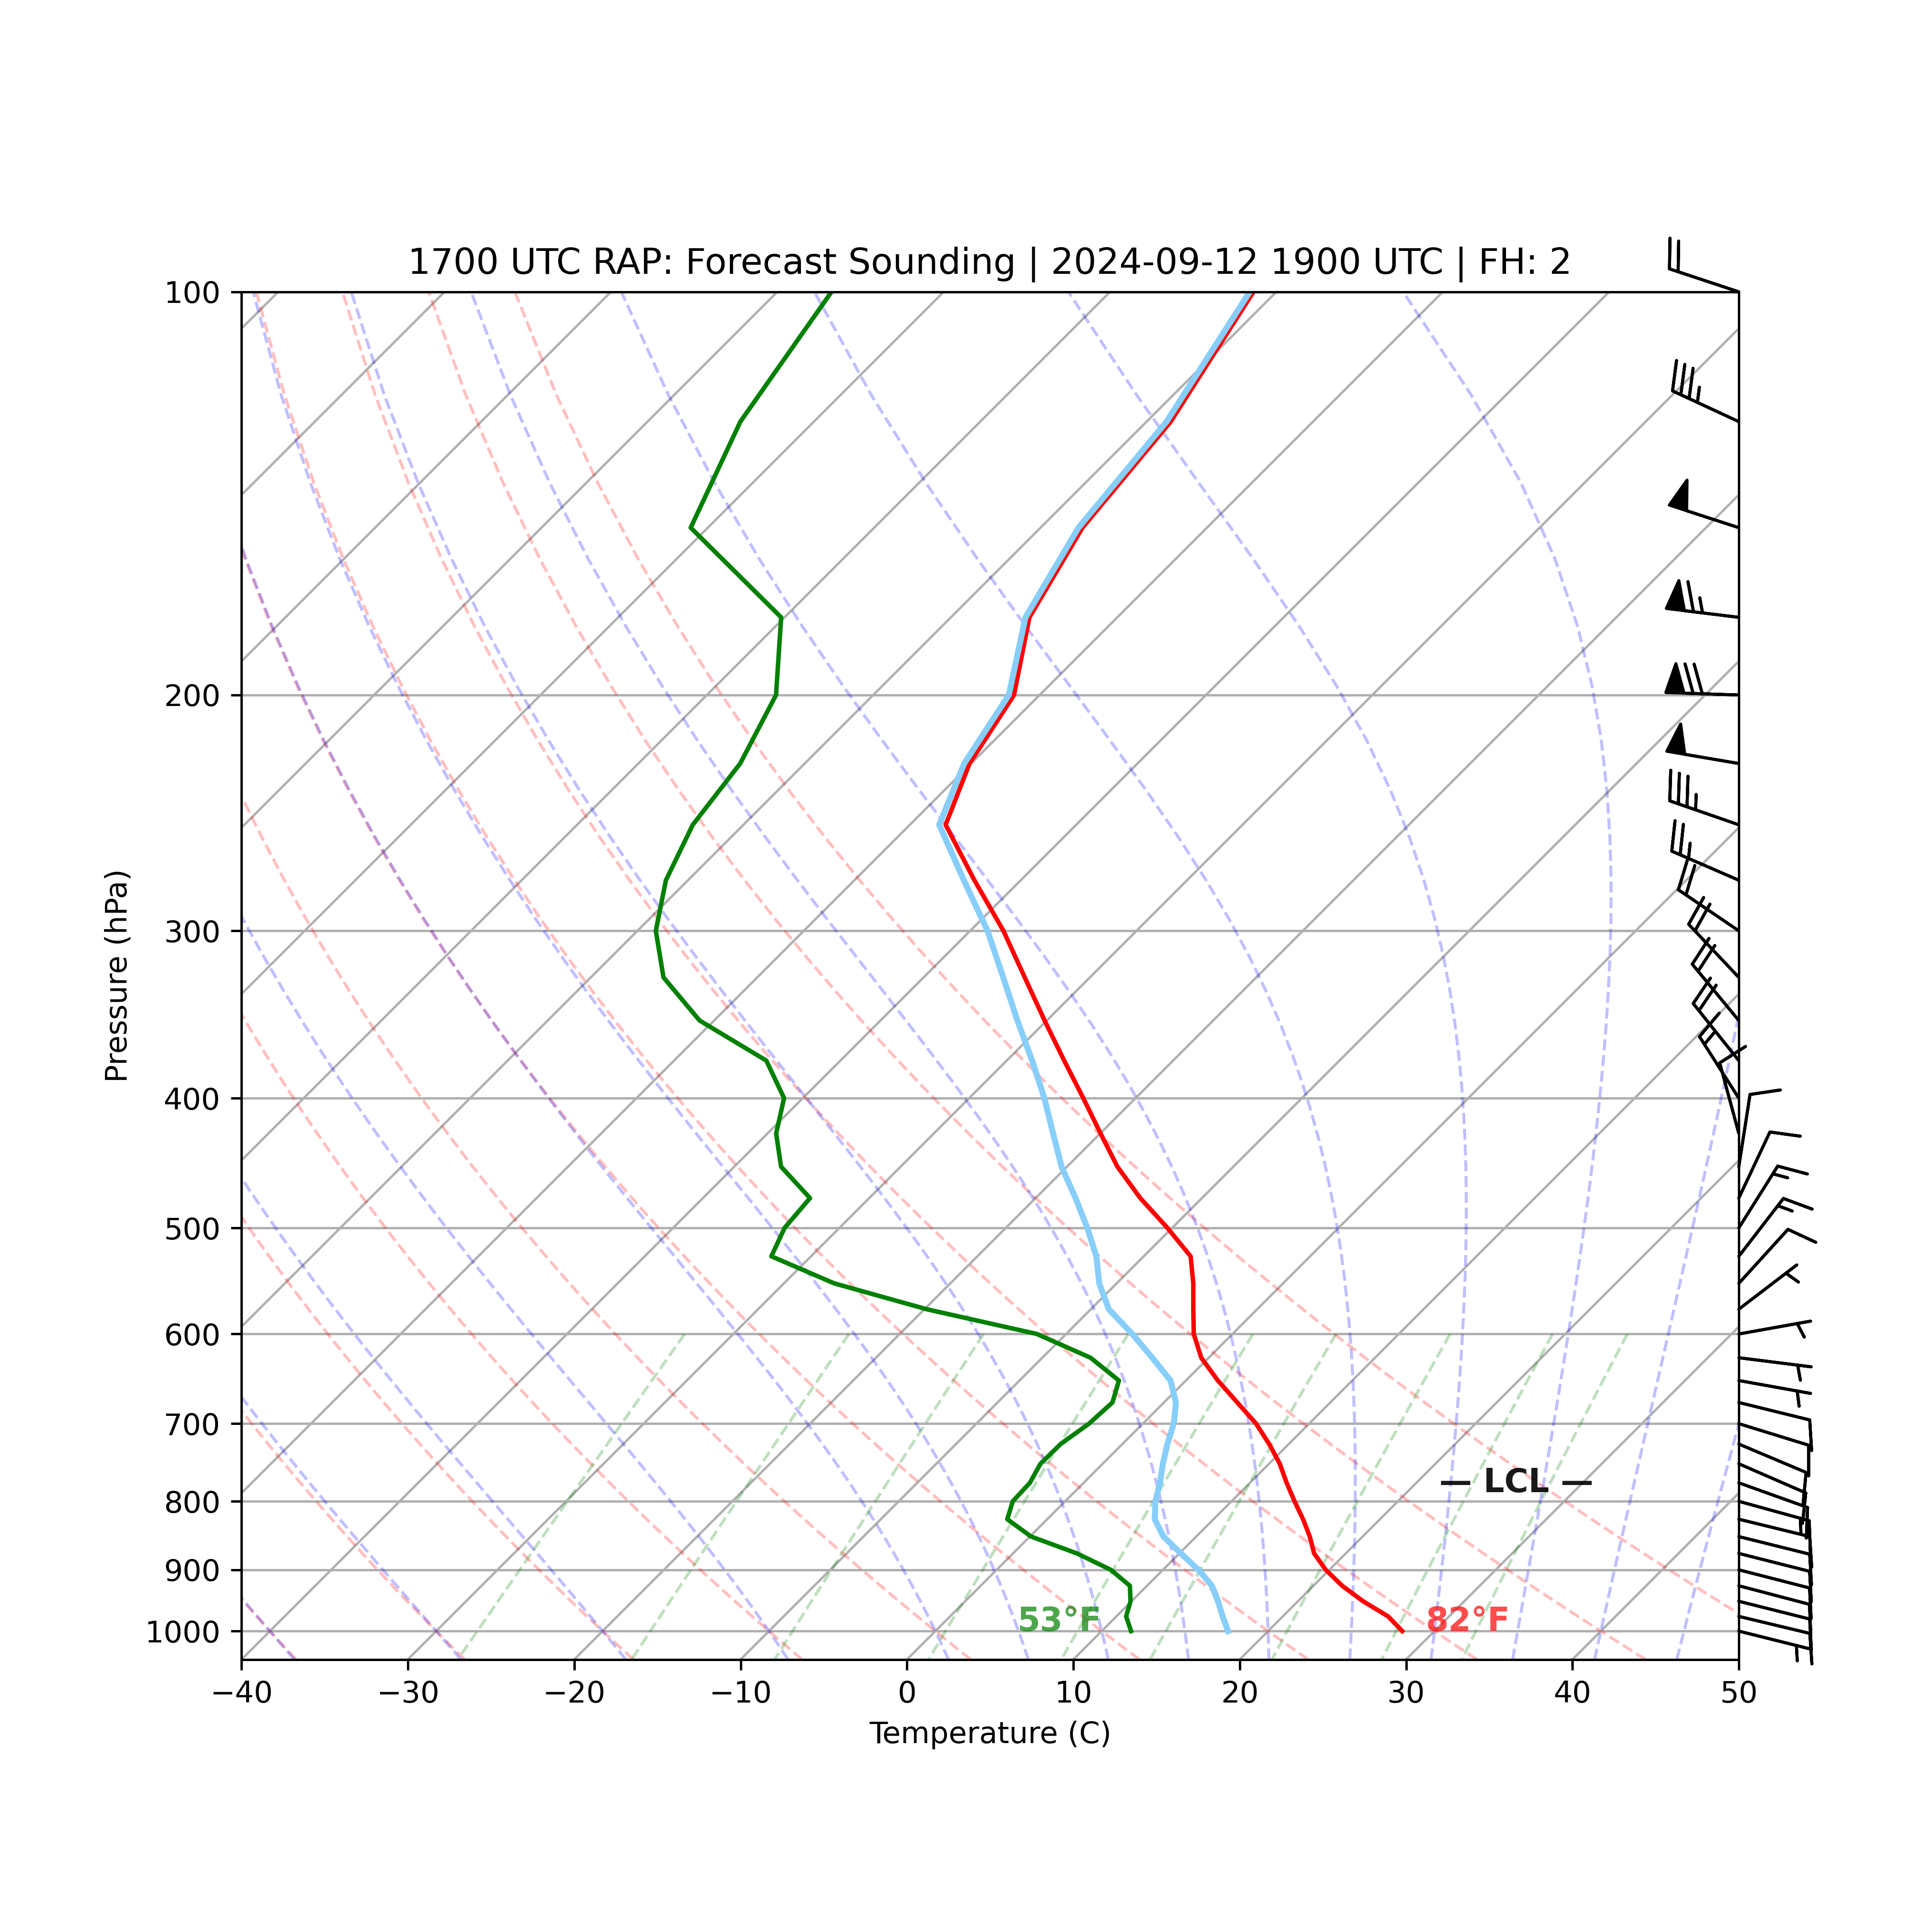 1700 UTC RAP: Forecast Sounding | 2024-09-12 1900 UTC | FH: 2
100
200
300
400
500
600
700
800
900
1000
Pressure (hPa)
— LCL —
53°F
82°F
−40 −30 −20 −10 0 10 20 30 40 50
Temperature (C)